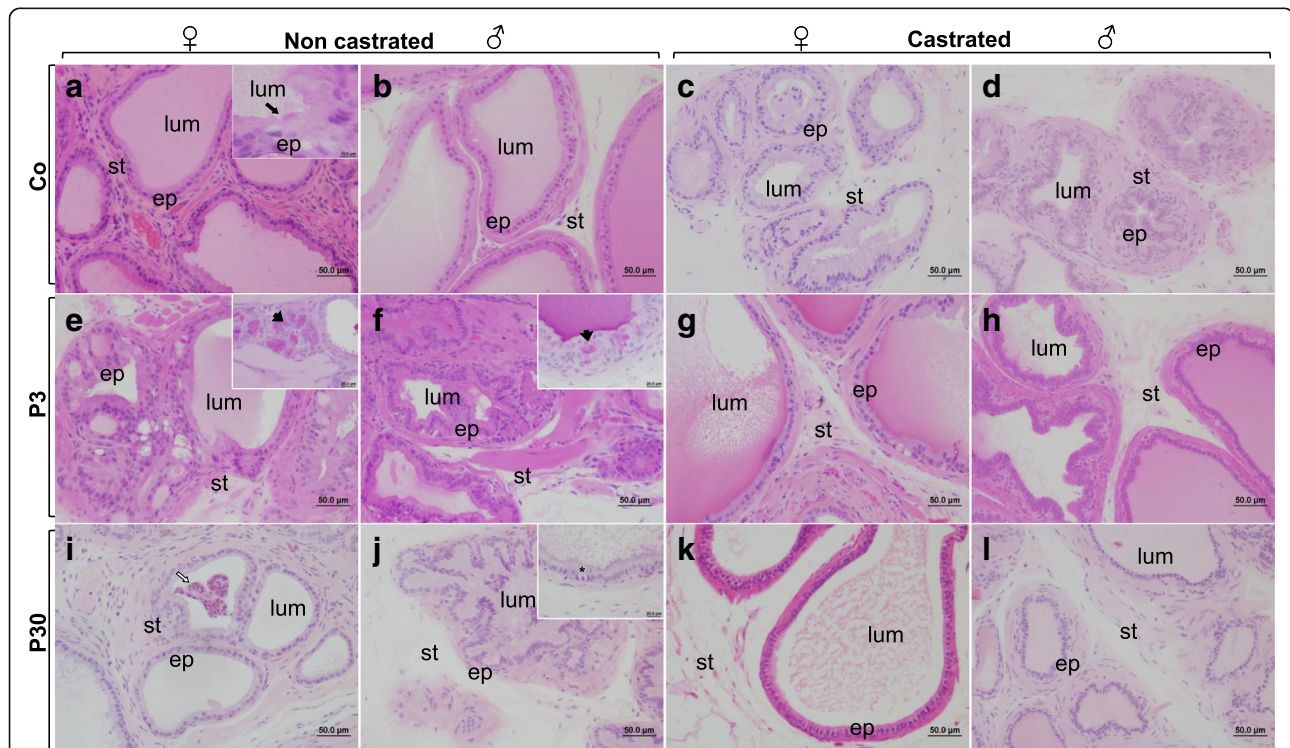 ♀ Non castrated ♂ ♀ Castrated ♂
Co
a
lum
st
ep
lum
ep
50.0 µm
b
lum
ep
st
50.0 µm
c
ep
lum
st
50.0 µm
d
lum
st
ep
50.0 µm
P3
e
ep
lum
st
50.0 µm
f
lum
ep
st
50.0 µm
g
lum
ep
st
50.0 µm
h
lum
ep
st
50.0 µm
P30
i
lum
st
ep
50.0 µm
j
*
lum
st
ep
50.0 µm
k
lum
st
ep
50.0 µm
l
lum
st
ep
50.0 µm